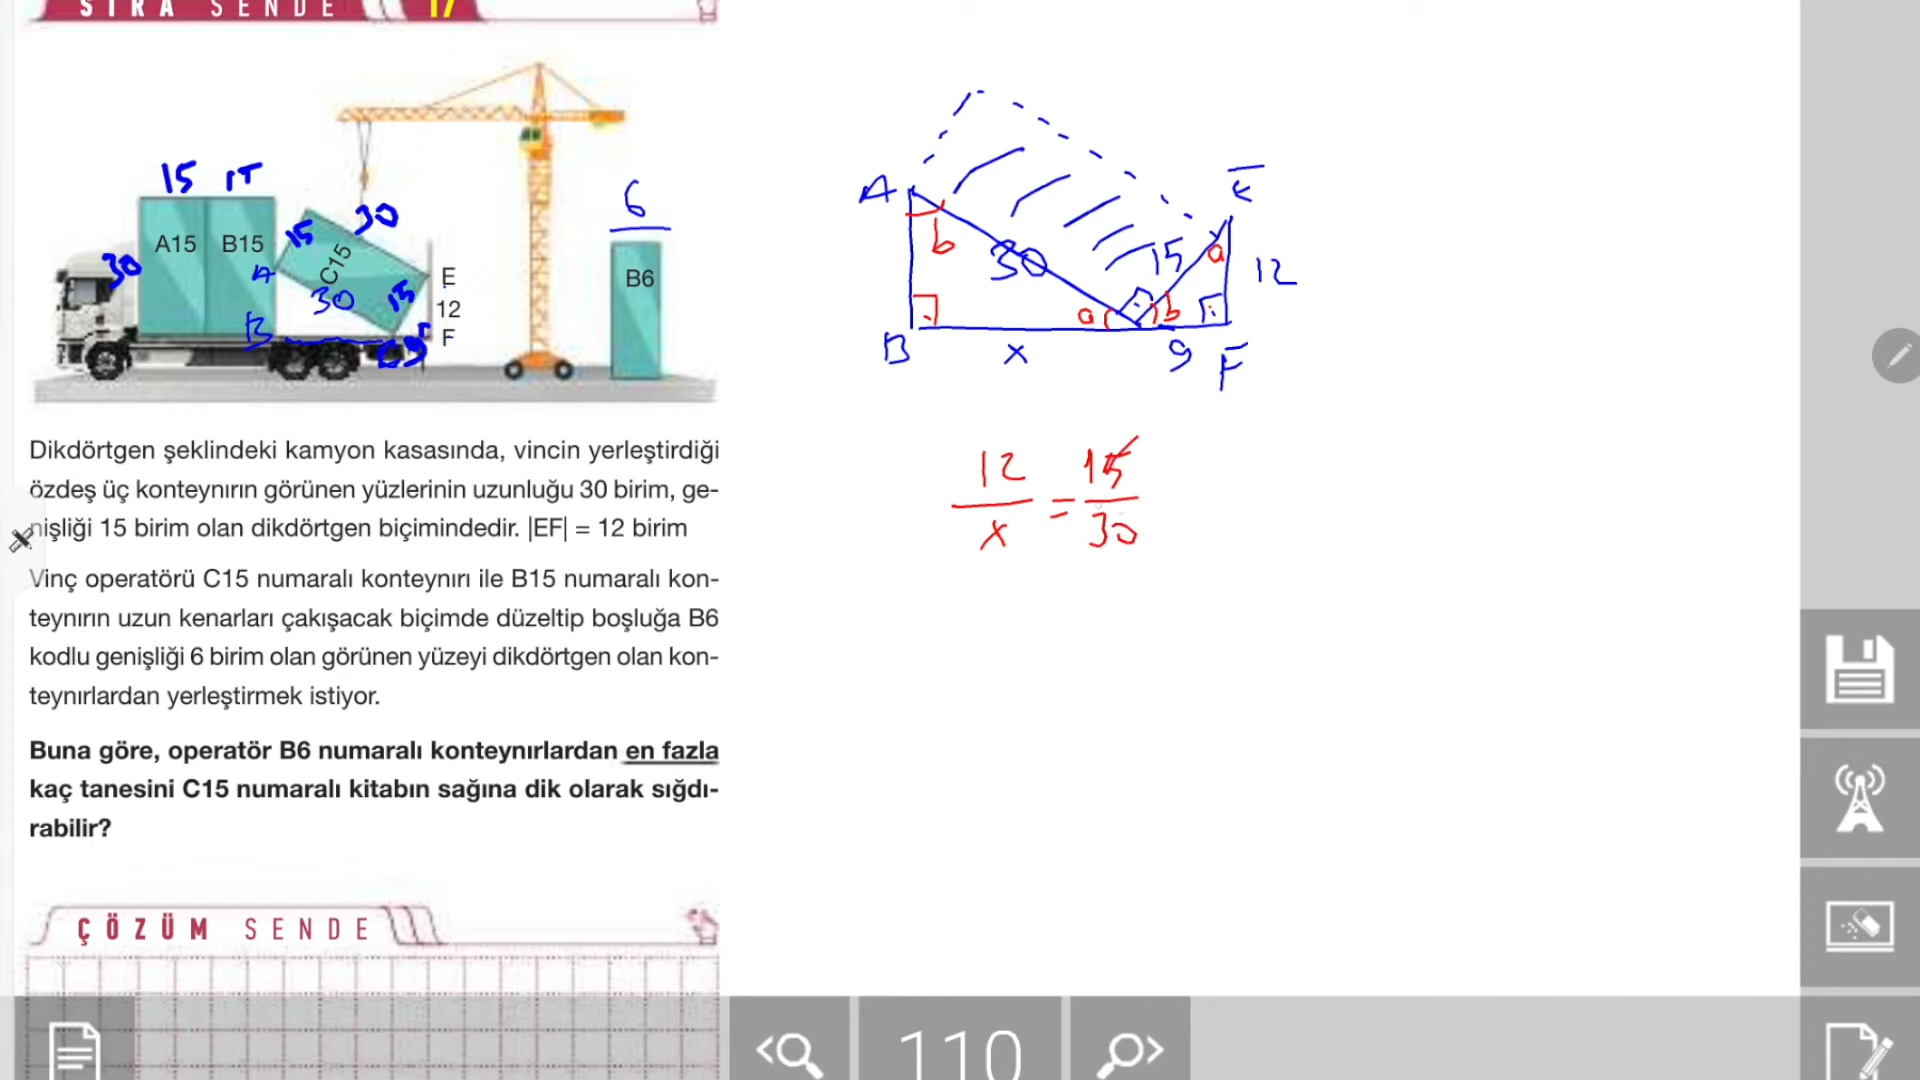 SIRA SENDE 17
15 15
30
A15 B15
15 30
C15
30 15
A
B
C 9
E
12
F
6
B6
Dikdörtgen şeklindeki kamyon kasasında, vincin yerleştirdiği
özdeş üç konteynırın görünen yüzlerinin uzunluğu 30 birim, ge-
nişliği 15 birim olan dikdörtgen biçimindedir. |EF| = 12 birim
Vinç operatörü C15 numaralı konteynırı ile B15 numaralı kon-
teynırın uzun kenarları çakışacak biçimde düzeltip boşluğa B6
kodlu genişliği 6 birim olan görünen yüzeyi dikdörtgen olan kon-
teynırlardan yerleştirmek istiyor.
Buna göre, operatör B6 numaralı konteynırlardan en fazla
kaç tanesini C15 numaralı kitabın sağına dik olarak sığdı-
rabilir?
ÇÖZÜM SENDE
A E
b 30 15 a 12
a b
B x 9 F
12 = 15
x 30
110